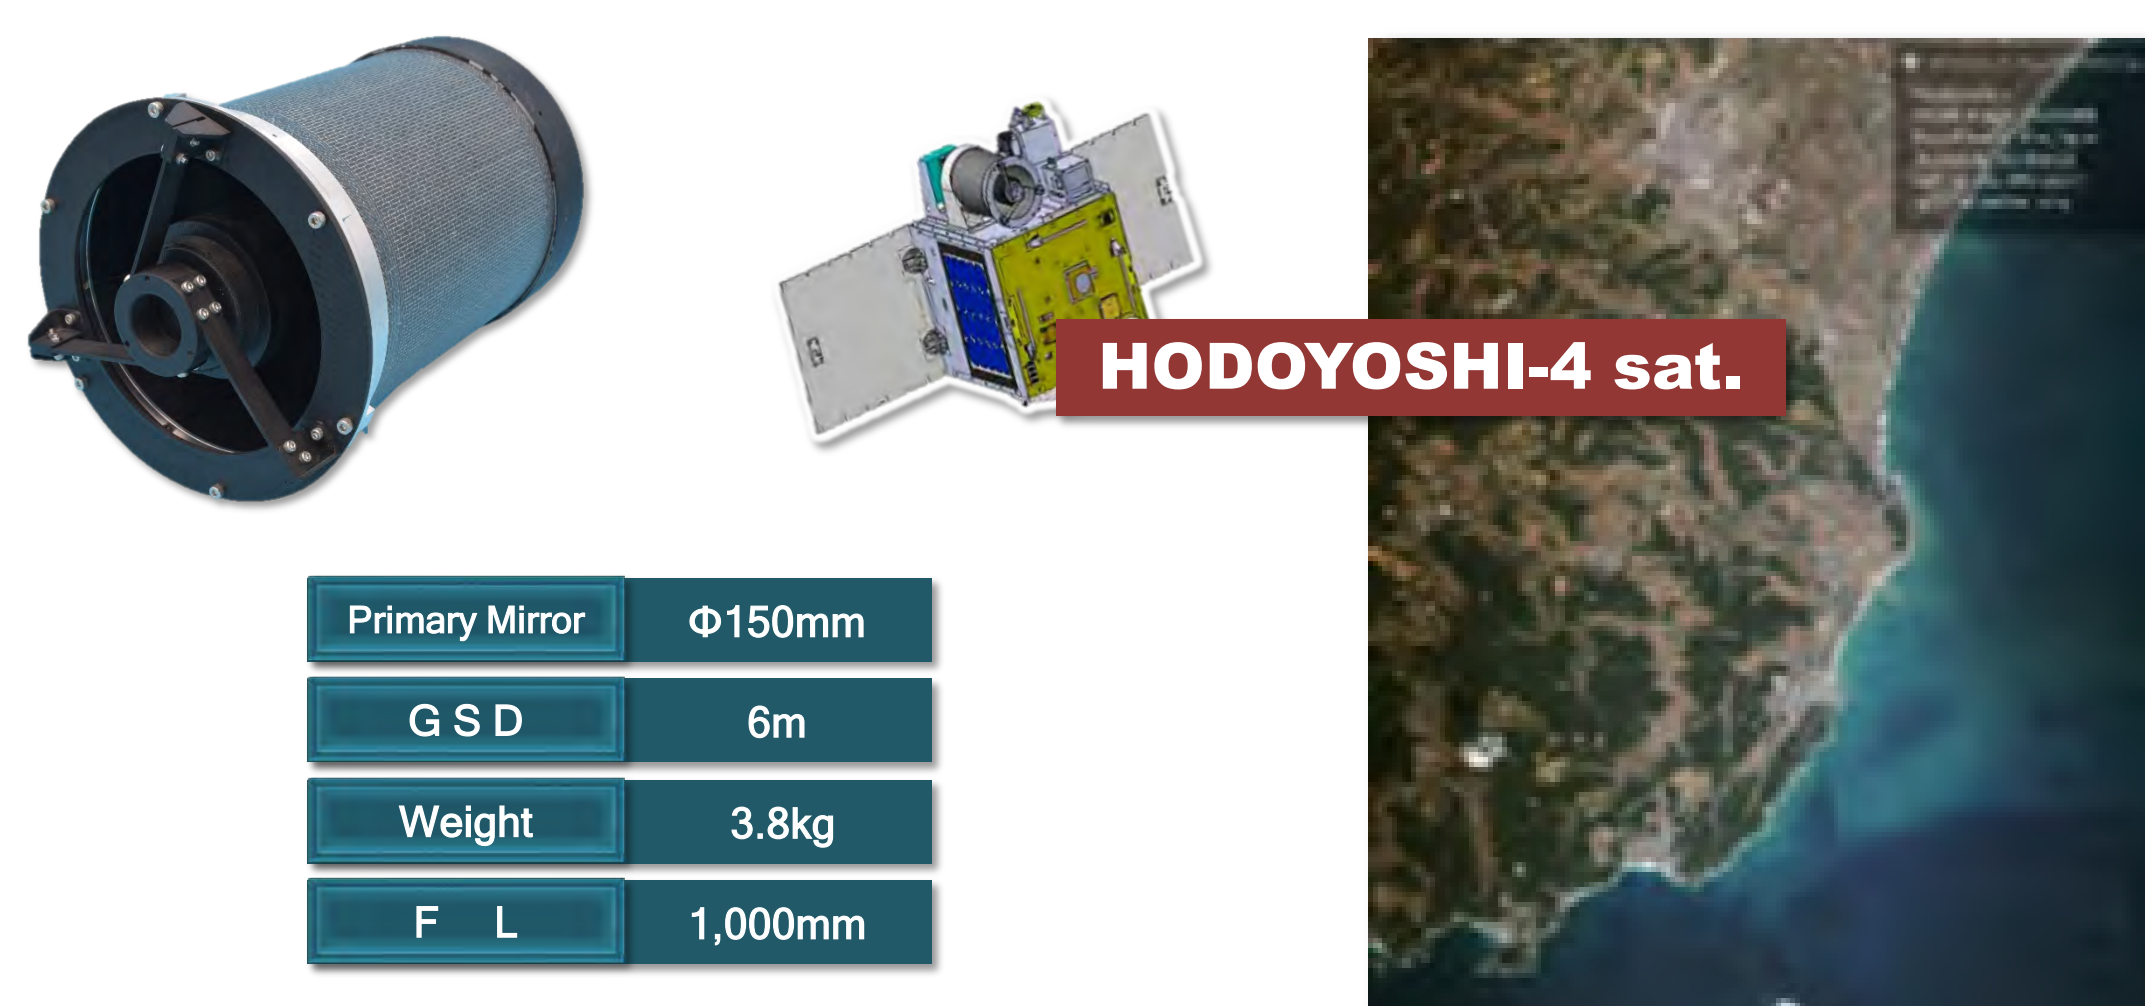 HODOYOSHI-4 sat.
Primary Mirror Φ150mm
G S D 6m
Weight 3.8kg
F L 1,000mm